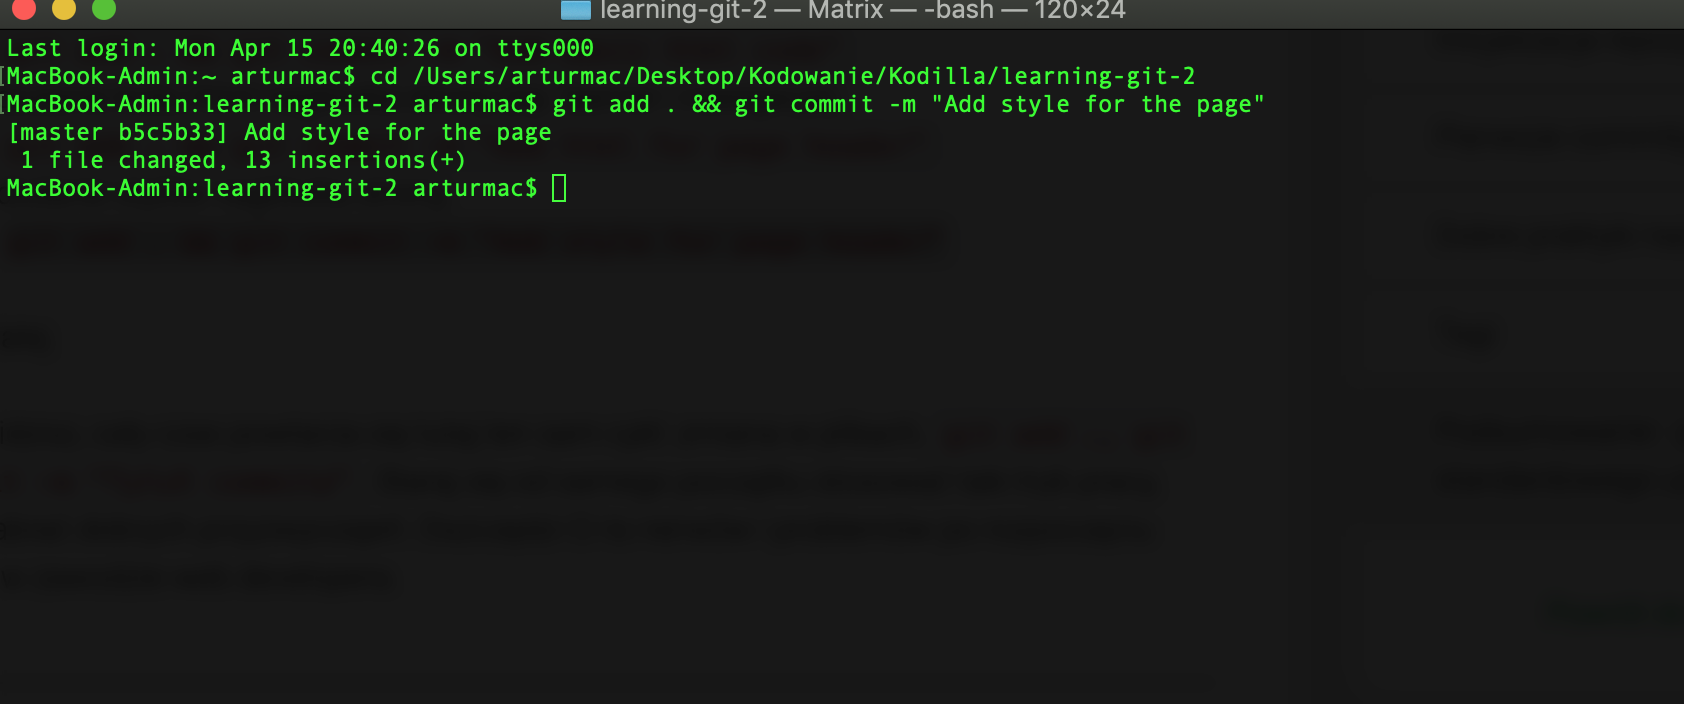 learning-git-2 — Matrix — -bash — 120×24
Last login: Mon Apr 15 20:40:26 on ttys000
[MacBook-Admin:~ arturmac$ cd /Users/arturmac/Desktop/Kodowanie/Kodilla/learning-git-2
[MacBook-Admin:learning-git-2 arturmac$ git add . && git commit -m "Add style for the page"
[master b5c5b33] Add style for the page
 1 file changed, 13 insertions(+)
MacBook-Admin:learning-git-2 arturmac$